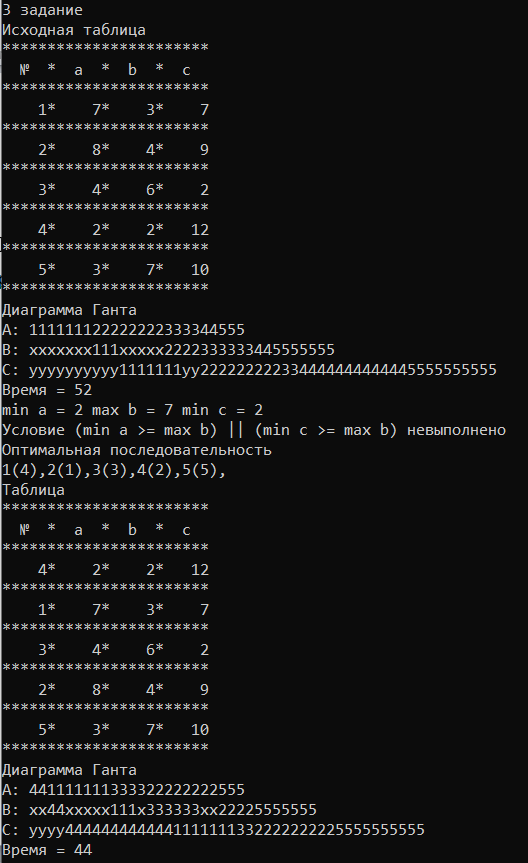 3 задание
Исходная таблица
***********************
№ * a * b * c
***********************
1* 7* 3* 7
***********************
2* 8* 4* 9
***********************
3* 4* 6* 2
***********************
4* 2* 2* 12
***********************
5* 3* 7* 10
***********************
Диаграмма Ганта
A: 111111122222222333344555
B: xxxxxxx111xxxxx2222333333445555555
C: yyyyyyyyyy1111111yy222222222334444444444445555555555
Время = 52
min a = 2 max b = 7 min c = 2
Условие (min a >= max b) || (min c >= max b) невыполнено
Оптимальная последовательность
1(4),2(1),3(3),4(2),5(5),
Таблица
***********************
№ * a * b * c
***********************
4* 2* 2* 12
***********************
1* 7* 3* 7
***********************
3* 4* 6* 2
***********************
2* 8* 4* 9
***********************
5* 3* 7* 10
***********************
Диаграмма Ганта
A: 441111111333322222222555
B: xx44xxxxx111x333333xx22225555555
C: yyyy4444444444441111111332222222225555555555
Время = 44